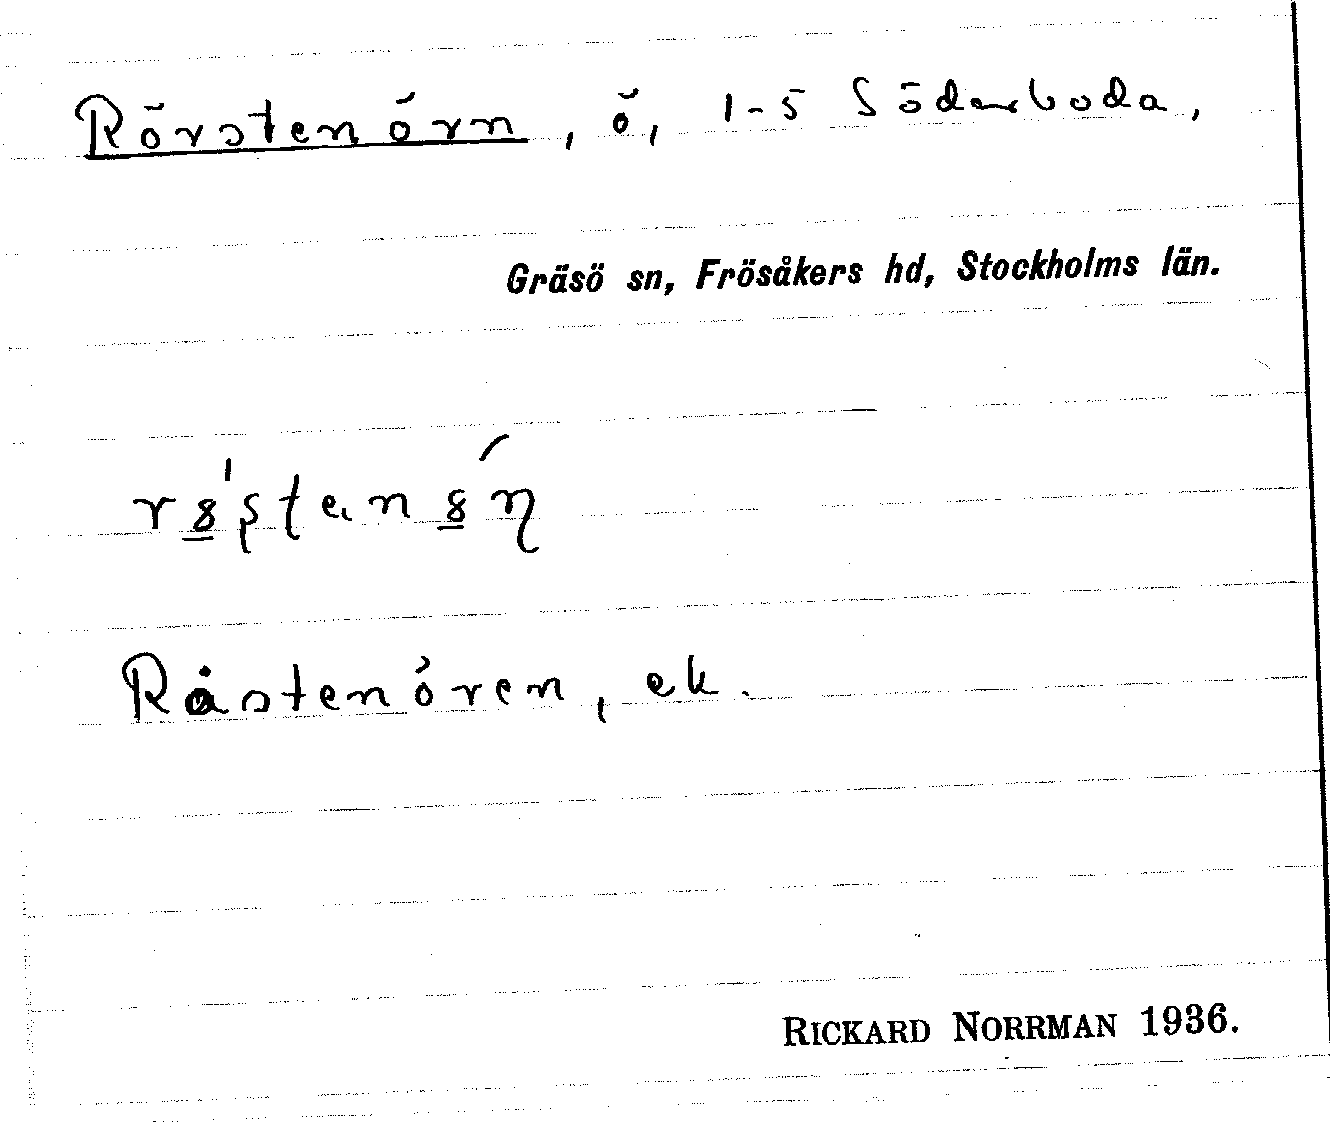 Rörstenörn, ö, 1-5 Söderboda,
Gräsö sn, Frösåkers hd, Stockholms län.
Råstenören, ek.
RICKARD NORRMAN 1936.